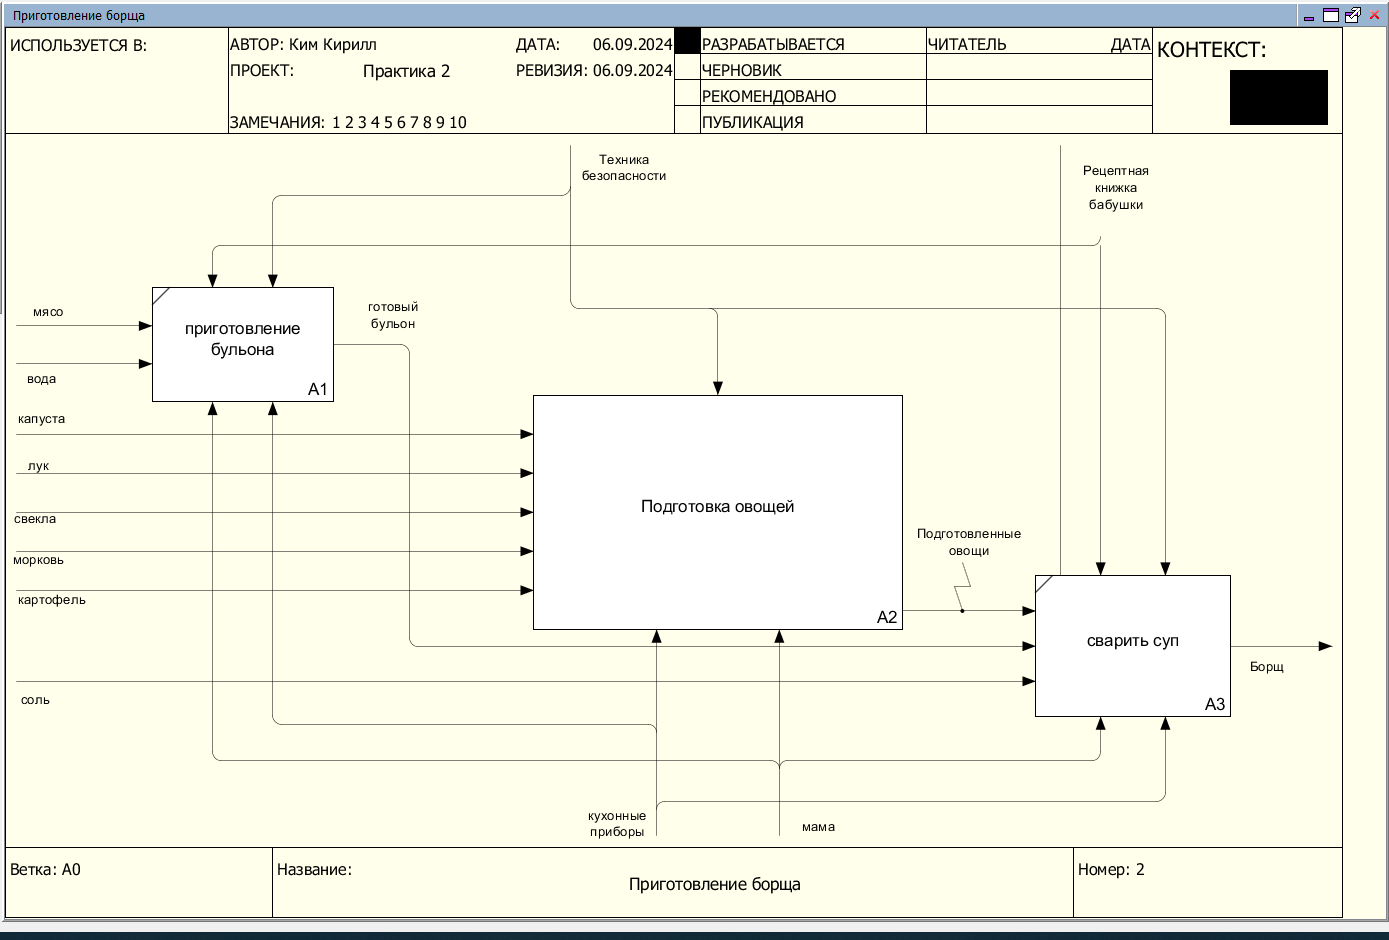 Приготовление борща
ИСПОЛЬЗУЕТСЯ В:
АВТОР: Ким Кирилл
ДАТА: 06.09.2024
ПРОЕКТ: Практика 2
РЕВИЗИЯ: 06.09.2024
ЗАМЕЧАНИЯ: 1 2 3 4 5 6 7 8 9 10
РАЗРАБАТЫВАЕТСЯ
ЧЕРНОВИК
РЕКОМЕНДОВАНО
ПУБЛИКАЦИЯ
ЧИТАТЕЛЬ
ДАТА
КОНТЕКСТ:
Техника
безопасности
Рецептная
книжка
бабушки
мясо
вода
приготовление
бульона
A1
готовый
бульон
капуста
лук
свекла
морковь
картофель
Подготовка овощей
A2
Подготовленные
овощи
соль
сварить суп
A3
Борщ
кухонные
приборы
мама
Ветка: A0
Название:
Приготовление борща
Номер: 2